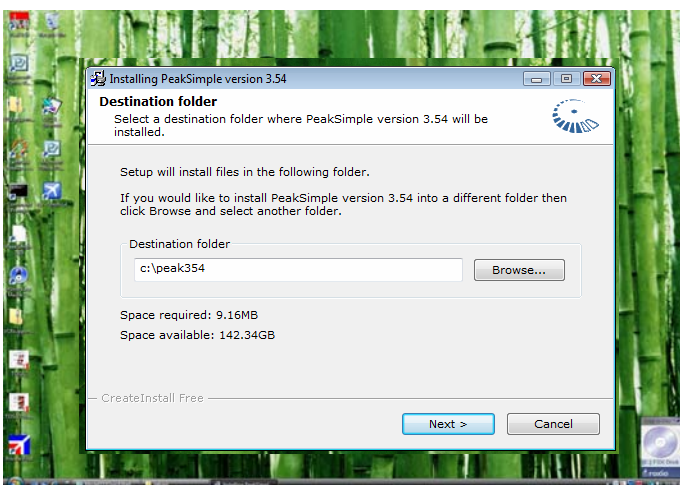 Installing PeakSimple version 3.54
Destination folder
Select a destination folder where PeakSimple version 3.54 will be
installed.
Setup will install files in the following folder.
If you would like to install PeakSimple version 3.54 into a different folder then
click Browse and select another folder.
Destination folder
c:\peak354
Browse...
Space required: 9.16MB
Space available: 142.34GB
CreateInstall Free
Next >
Cancel
roxio